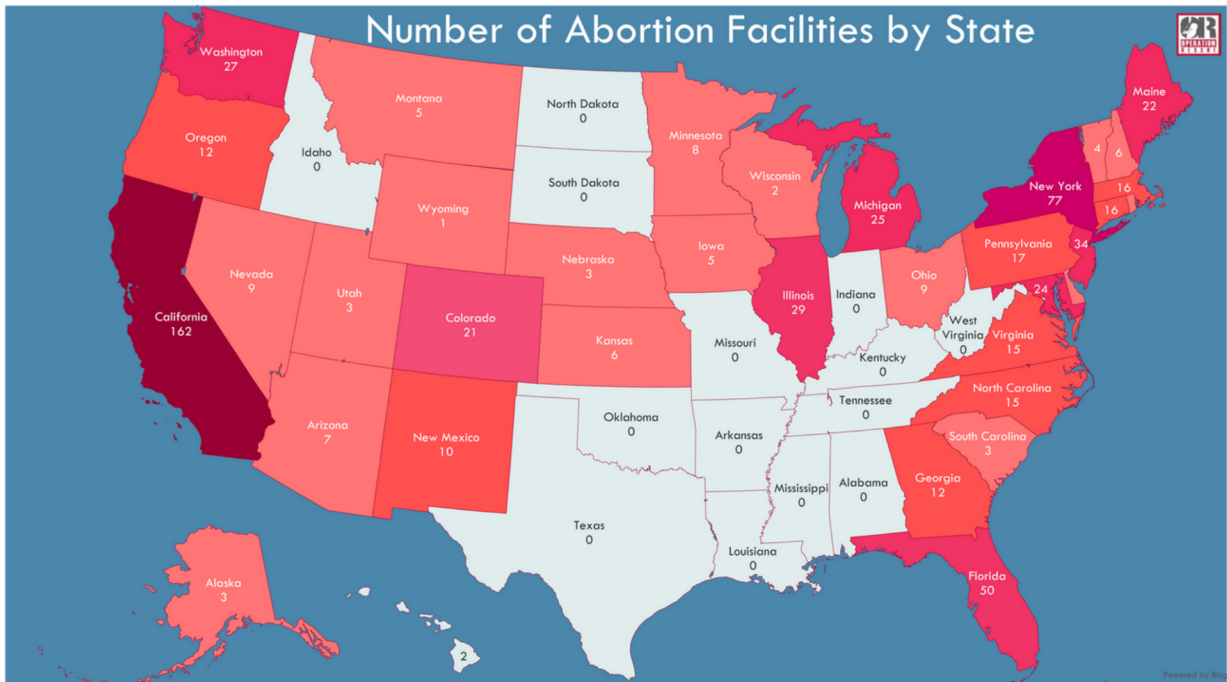 Number of Abortion Facilities by State
OPERATION
RESCUE
Washington
27
Montana
5
North Dakota
0
Minnesota
8
Maine
22
Oregon
12
Idaho
0
South Dakota
0
Wisconsin
2
Michigan
25
4
6
New York
77
16
16
Wyoming
1
Nebraska
3
Iowa
5
Illinois
29
Indiana
0
Ohio
9
Pennsylvania
17
34
24
Nevada
9
Utah
3
Colorado
21
Kansas
6
Missouri
0
Kentucky
0
West
Virginia
0
Virginia
15
California
162
Arizona
7
New Mexico
10
Oklahoma
0
Arkansas
0
Tennessee
0
North Carolina
15
South Carolina
3
Texas
0
Louisiana
0
Mississippi
0
Alabama
0
Georgia
12
Florida
50
Alaska
3
2
Powered by Bing